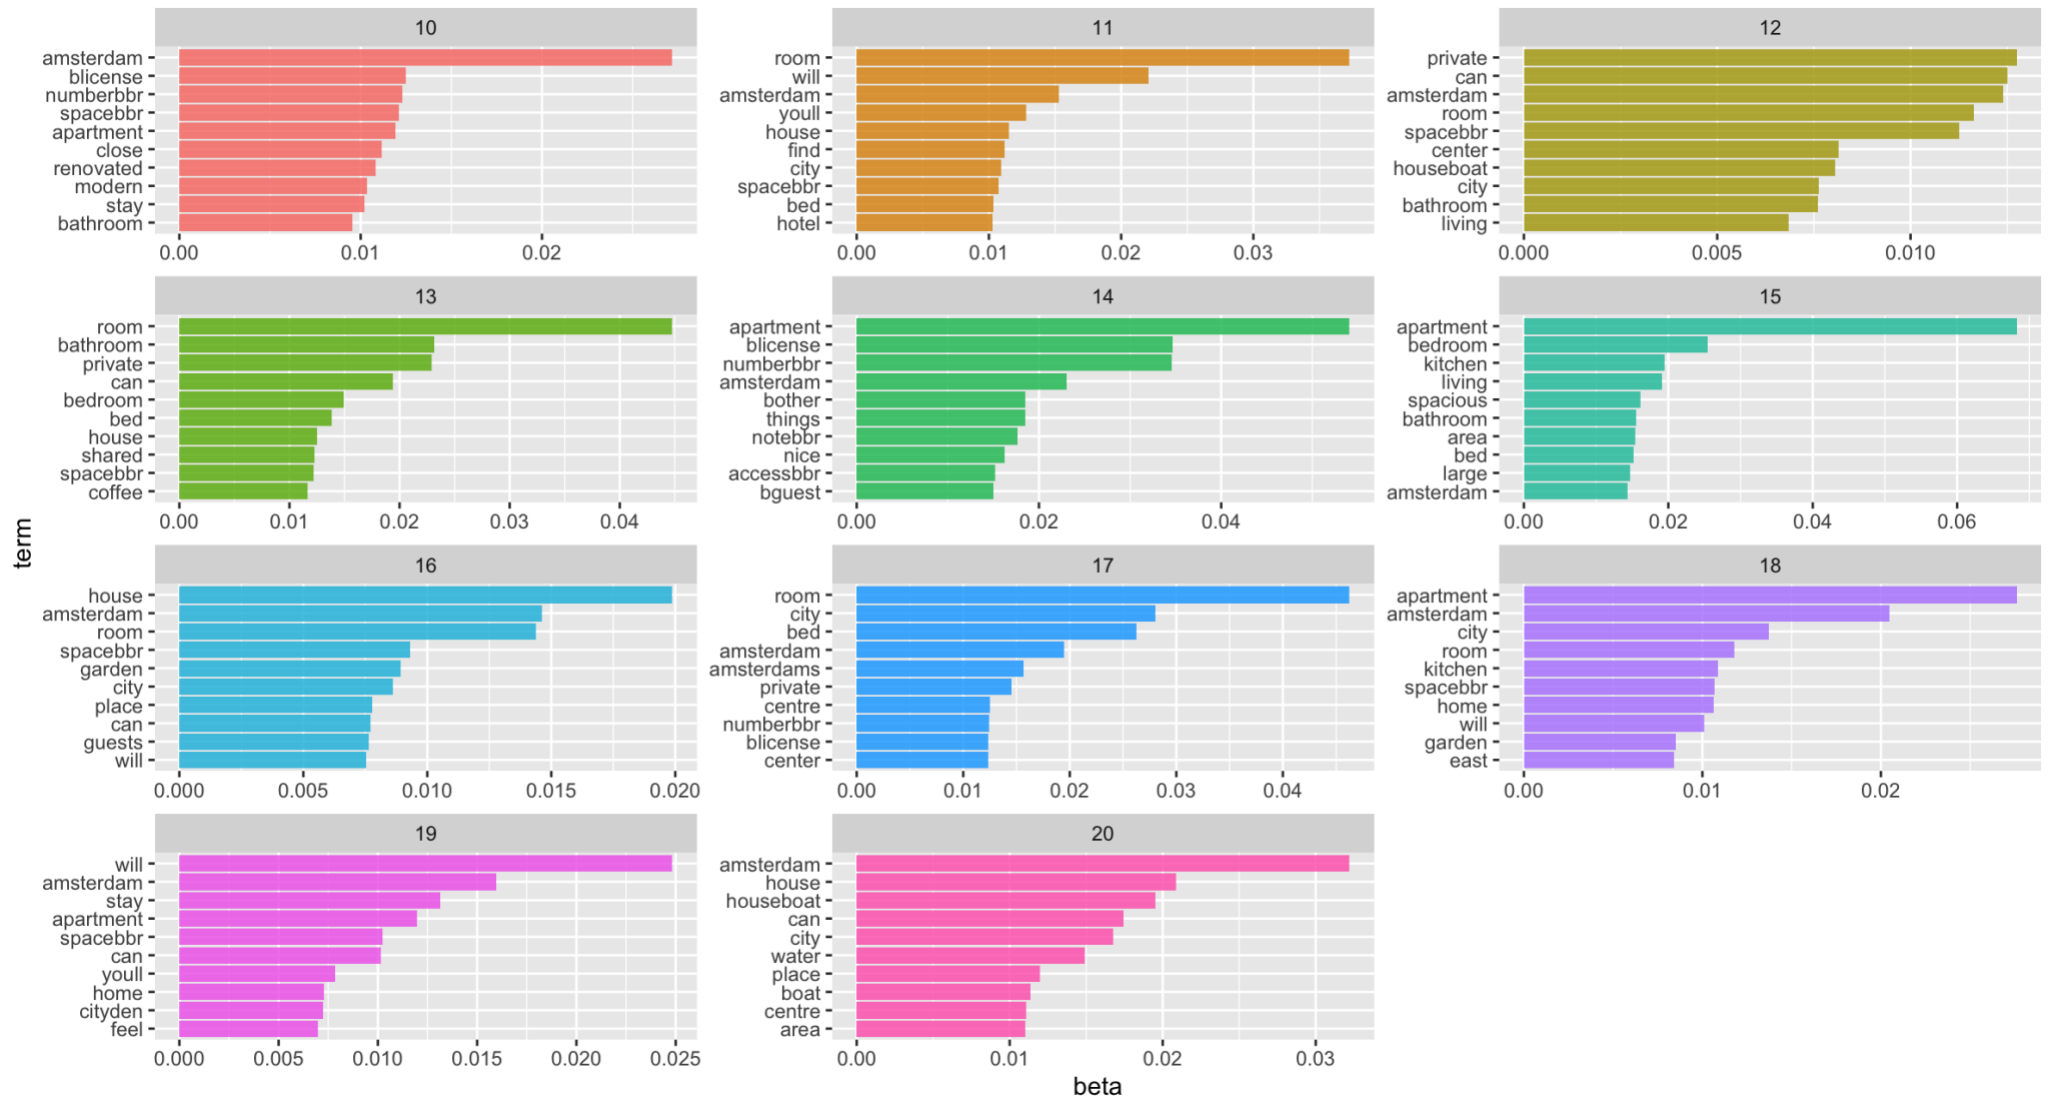 10
amsterdam
blicense
numberbbr
spacebbr
apartment
close
renovated
modern
stay
bathroom
0.00 0.01 0.02
11
room
will
amsterdam
youll
house
find
city
spacebbr
bed
hotel
0.00 0.01 0.02 0.03
12
private
can
amsterdam
room
spacebbr
center
houseboat
city
bathroom
living
0.000 0.005 0.010
13
room
bathroom
private
can
bedroom
bed
house
shared
spacebbr
coffee
0.00 0.01 0.02 0.03 0.04
14
apartment
blicense
numberbbr
amsterdam
bother
things
notebbr
nice
accessbbr
bguest
0.00 0.02 0.04
15
apartment
bedroom
kitchen
living
spacious
bathroom
area
bed
large
amsterdam
0.00 0.02 0.04 0.06
term
16
house
amsterdam
room
spacebbr
garden
city
place
can
guests
will
0.000 0.005 0.010 0.015 0.020
17
room
city
bed
amsterdam
amsterdams
private
centre
numberbbr
blicense
center
0.00 0.01 0.02 0.03 0.04
18
apartment
amsterdam
city
room
kitchen
spacebbr
home
will
garden
east
0.00 0.01 0.02
19
will
amsterdam
stay
apartment
spacebbr
can
youll
home
cityden
feel
0.000 0.005 0.010 0.015 0.020 0.025
20
amsterdam
house
houseboat
can
city
water
place
boat
centre
area
0.00 0.01 0.02 0.03
beta